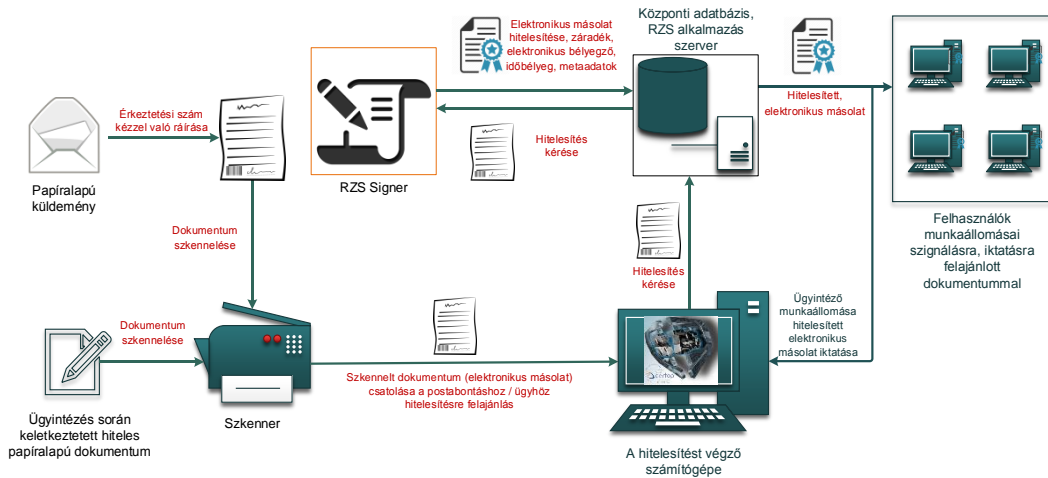 Elektronikus másolat
hitelesítése, záradék,
elektronikus bélyegző,
időbélyeg, metaadatok
Központi adatbázis,
RZS alkalmazás
szerver
Érkeztetési szám
kézzel való ráírása
Hitelesítés
kérése
Hitelesített,
elektronikus másolat
Papíralapú
küldemény
RZS Signer
Felhasználók
munkaállomásai
szignálásra, iktatásra
felajánlott
dokumentummal
Dokumentum
szkennelése
Hitelesítés
kérése
Ügyintéző
munkaállomása
hitelesített
elektronikus
másolat iktatása
Dokumentum
szkennelése
Szkennelt dokumentum (elektronikus másolat)
csatolása a postabontáshoz / ügyhöz
hitelesítésre felajánlás
Ügyintézés során
keletkeztetett hiteles
papíralapú dokumentum
Szkenner
A hitelesítést végző
számítógépe